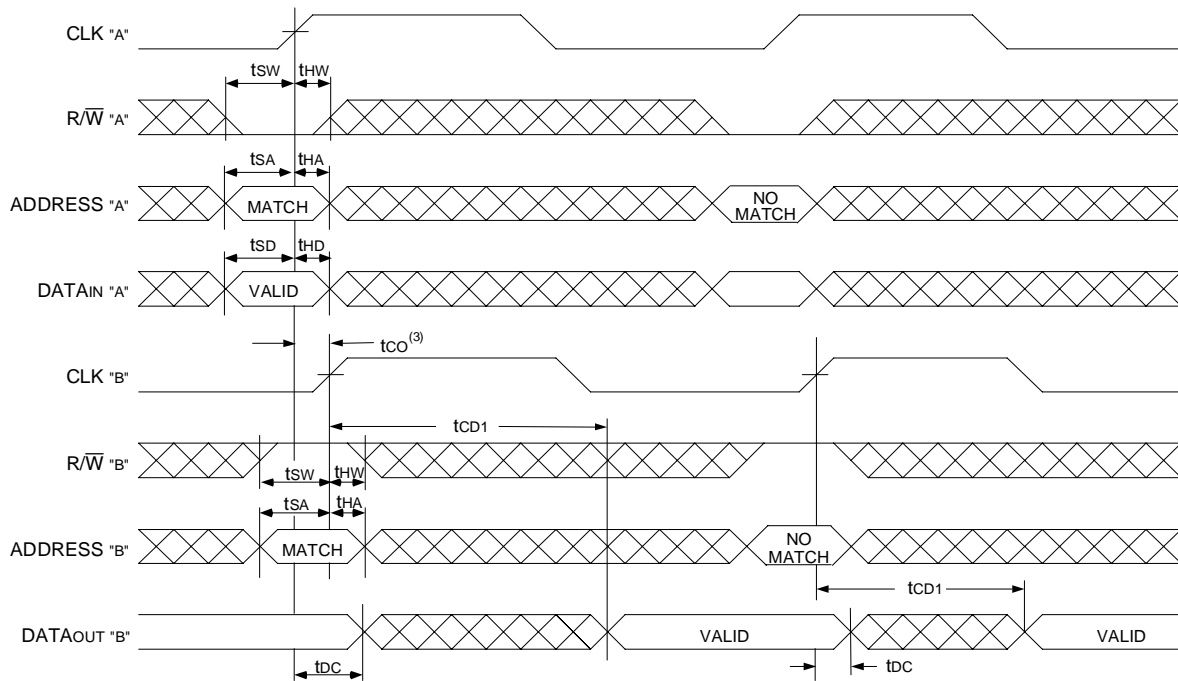 CLK "A"
tSW tHW
R/W̅ "A"
tSA tHA
ADDRESS "A" MATCH NO MATCH
tSD tHD
DATAIN "A" VALID
tCO(3)
CLK "B"
tCD1
R/W̅ "B"
tSW tHW
tSA tHA
ADDRESS "B" MATCH NO MATCH
tCD1
DATAOUT "B" VALID VALID
tDC tDC